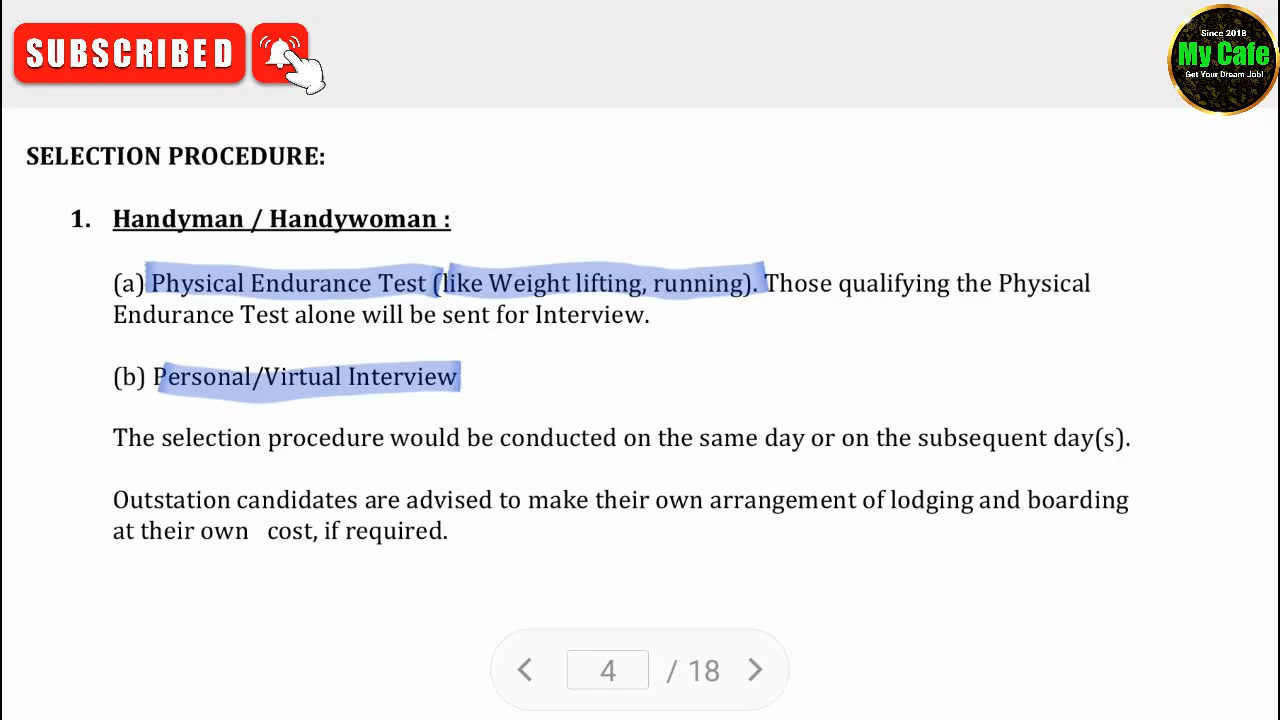 SUBSCRIBED
Since 2018
My Cafe
Get Your Dream Job!
SELECTION PROCEDURE:
1. Handyman / Handywoman :
(a) Physical Endurance Test (like Weight lifting, running). Those qualifying the Physical
Endurance Test alone will be sent for Interview.
(b) Personal/Virtual Interview
The selection procedure would be conducted on the same day or on the subsequent day(s).
Outstation candidates are advised to make their own arrangement of lodging and boarding
at their own cost, if required.
4 / 18